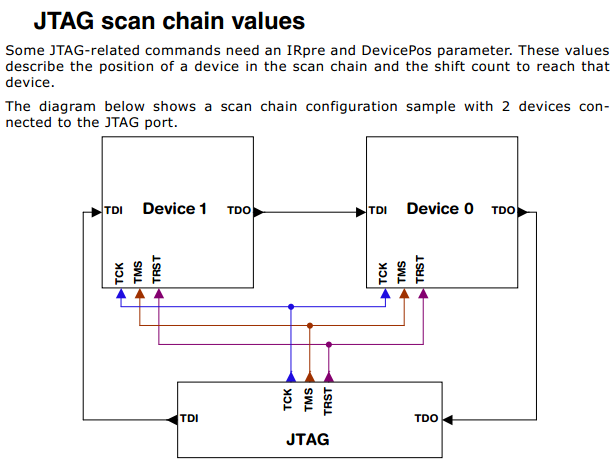 JTAG scan chain values
Some JTAG-related commands need an IRpre and DevicePos parameter. These values
describe the position of a device in the scan chain and the shift count to reach that
device.
The diagram below shows a scan chain configuration sample with 2 devices con-
nected to the JTAG port.
TDI Device 1 TDO
TDI Device 0 TDO
TCK TMS TRST
TCK TMS TRST
TCK TMS TRST
TDI TDO
JTAG